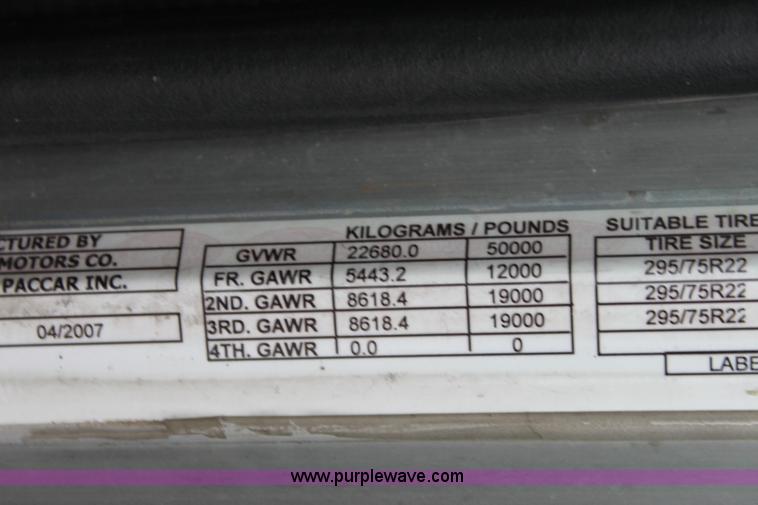 CTURED BY
MOTORS CO.
PACCAR INC.
04/2007
KILOGRAMS / POUNDS
GVWR 22680.0 50000
FR. GAWR 5443.2 12000
2ND. GAWR 8618.4 19000
3RD. GAWR 8618.4 19000
4TH. GAWR 0.0 0
SUITABLE TIRE
TIRE SIZE
295/75R22
295/75R22
295/75R22
LABE
www.purplewave.com